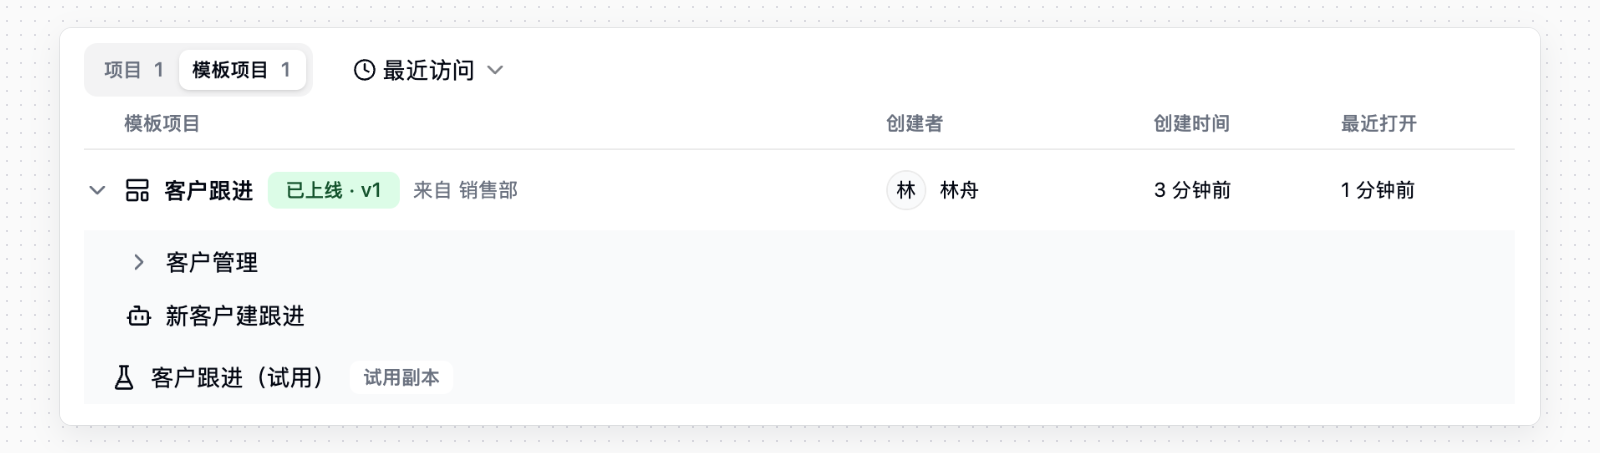 项目 1 模板项目 1 最近访问
模板项目 创建者 创建时间 最近打开
客户跟进 已上线 · v1 来自 销售部 林 林舟 3 分钟前 1 分钟前
客户管理
新客户建跟进
客户跟进（试用） 试用副本